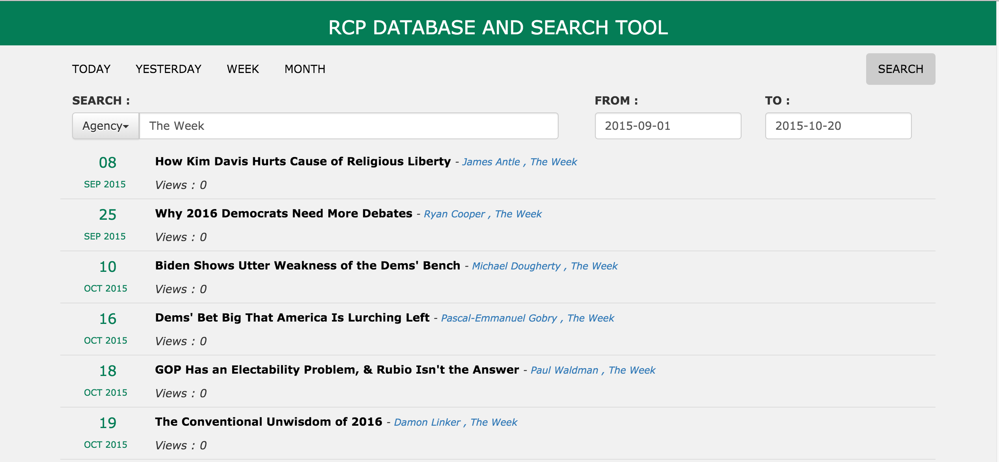 RCP DATABASE AND SEARCH TOOL
TODAY YESTERDAY WEEK MONTH SEARCH
SEARCH : FROM : TO :
Agency The Week 2015-09-01 2015-10-20
08 How Kim Davis Hurts Cause of Religious Liberty - James Antle , The Week
SEP 2015 Views : 0
25 Why 2016 Democrats Need More Debates - Ryan Cooper , The Week
SEP 2015 Views : 0
10 Biden Shows Utter Weakness of the Dems' Bench - Michael Dougherty , The Week
OCT 2015 Views : 0
16 Dems' Bet Big That America Is Lurching Left - Pascal-Emmanuel Gobry , The Week
OCT 2015 Views : 0
18 GOP Has an Electability Problem, & Rubio Isn't the Answer - Paul Waldman , The Week
OCT 2015 Views : 0
19 The Conventional Unwisdom of 2016 - Damon Linker , The Week
OCT 2015 Views : 0